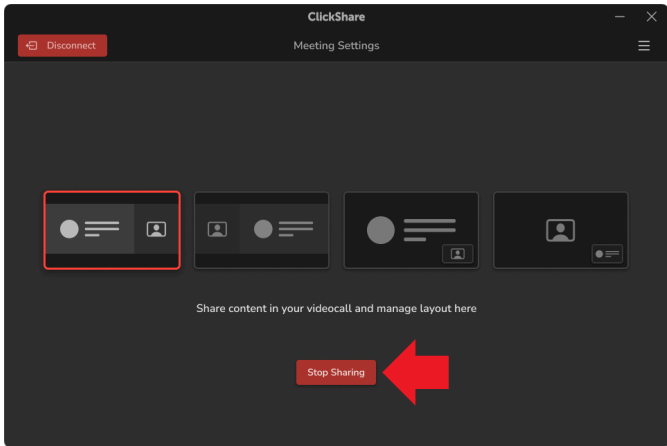 ClickShare
Disconnect
Meeting Settings
Share content in your videocall and manage layout here
Stop Sharing